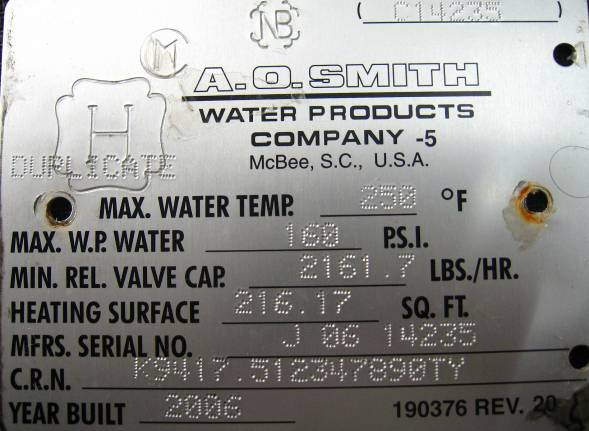 NB
( C14235 )
M
A.O.SMITH
H
WATER PRODUCTS
COMPANY -5
DUPLICATE
McBee, S.C., U.S.A.
MAX. WATER TEMP. 250 °F
MAX. W.P. WATER 160 P.S.I.
MIN. REL. VALVE CAP. 2161.7 LBS./HR.
HEATING SURFACE 216.17 SQ. FT.
MFRS. SERIAL NO. J 06 14235
C.R.N. K9417.512347890TY
YEAR BUILT 2006 190376 REV. 20